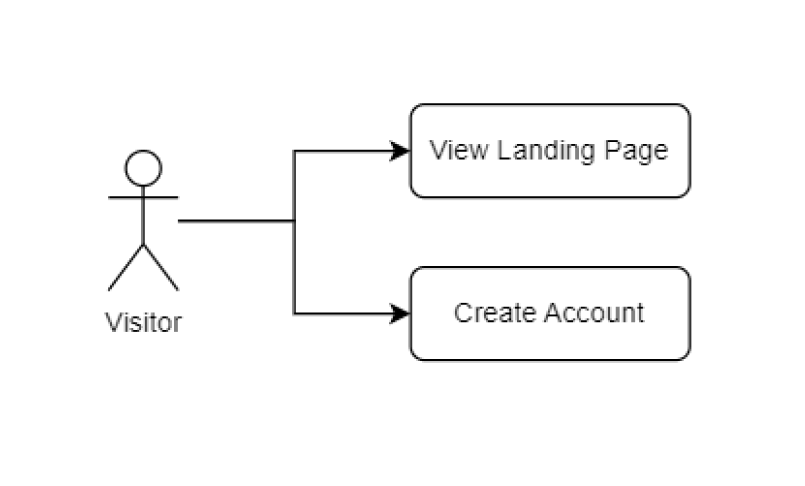 View Landing Page
Visitor
Create Account